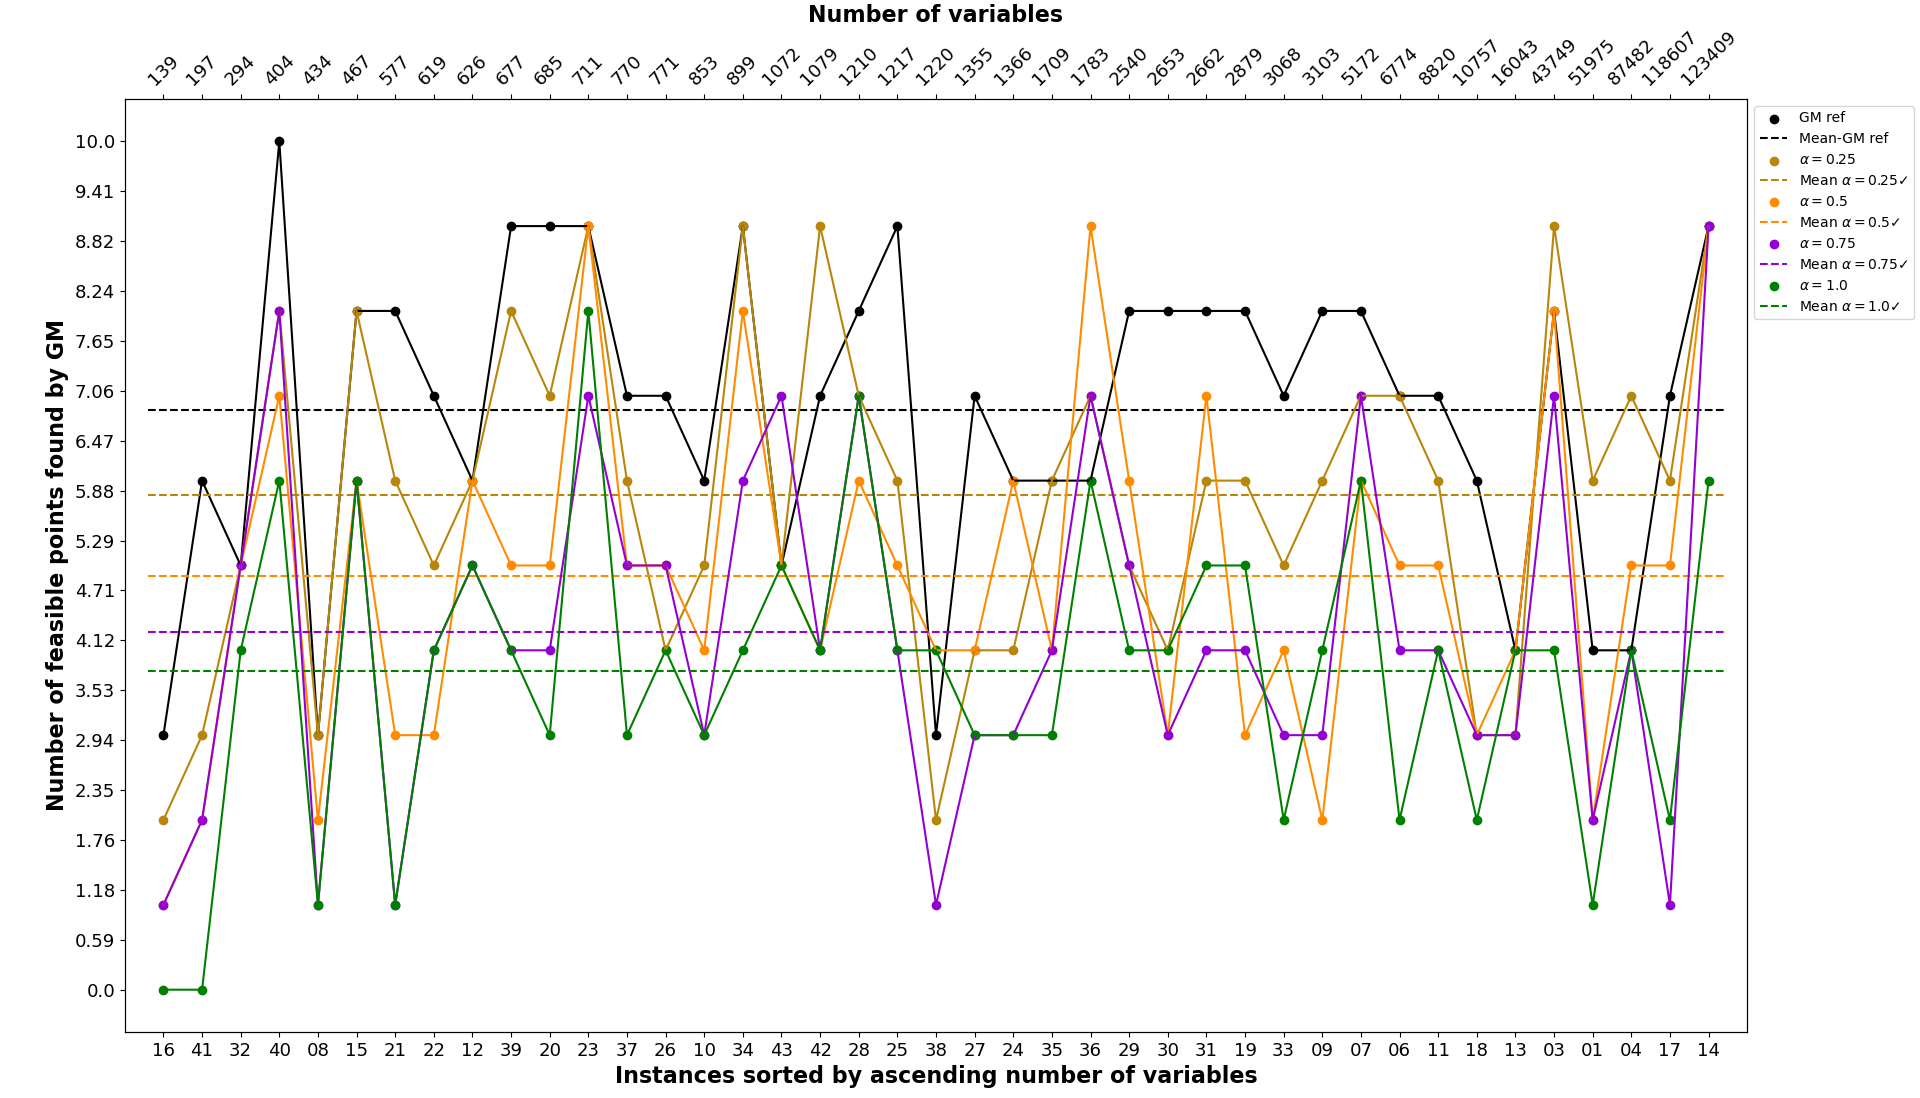 Number of variables
139 197 294 404 434 467 577 619 626 677 685 711 770 771 853 899 1072 1079 1210 1217 1220 1355 1366 1709 1783 2540 2653 2662 2879 3068 3103 5172 6774 8820 10757 16043 43749 51975 87482 118607 123409
Number of feasible points found by GM
10.0
9.41
8.82
8.24
7.65
7.06
6.47
5.88
5.29
4.71
4.12
3.53
2.94
2.35
1.76
1.18
0.59
0.0
GM ref
Mean-GM ref
α = 0.25
Mean α = 0.25✓
α = 0.5
Mean α = 0.5✓
α = 0.75
Mean α = 0.75✓
α = 1.0
Mean α = 1.0✓
16 41 32 40 08 15 21 22 12 39 20 23 37 26 10 34 43 42 28 25 38 27 24 35 36 29 30 31 19 33 09 07 06 11 18 13 03 01 04 17 14
Instances sorted by ascending number of variables